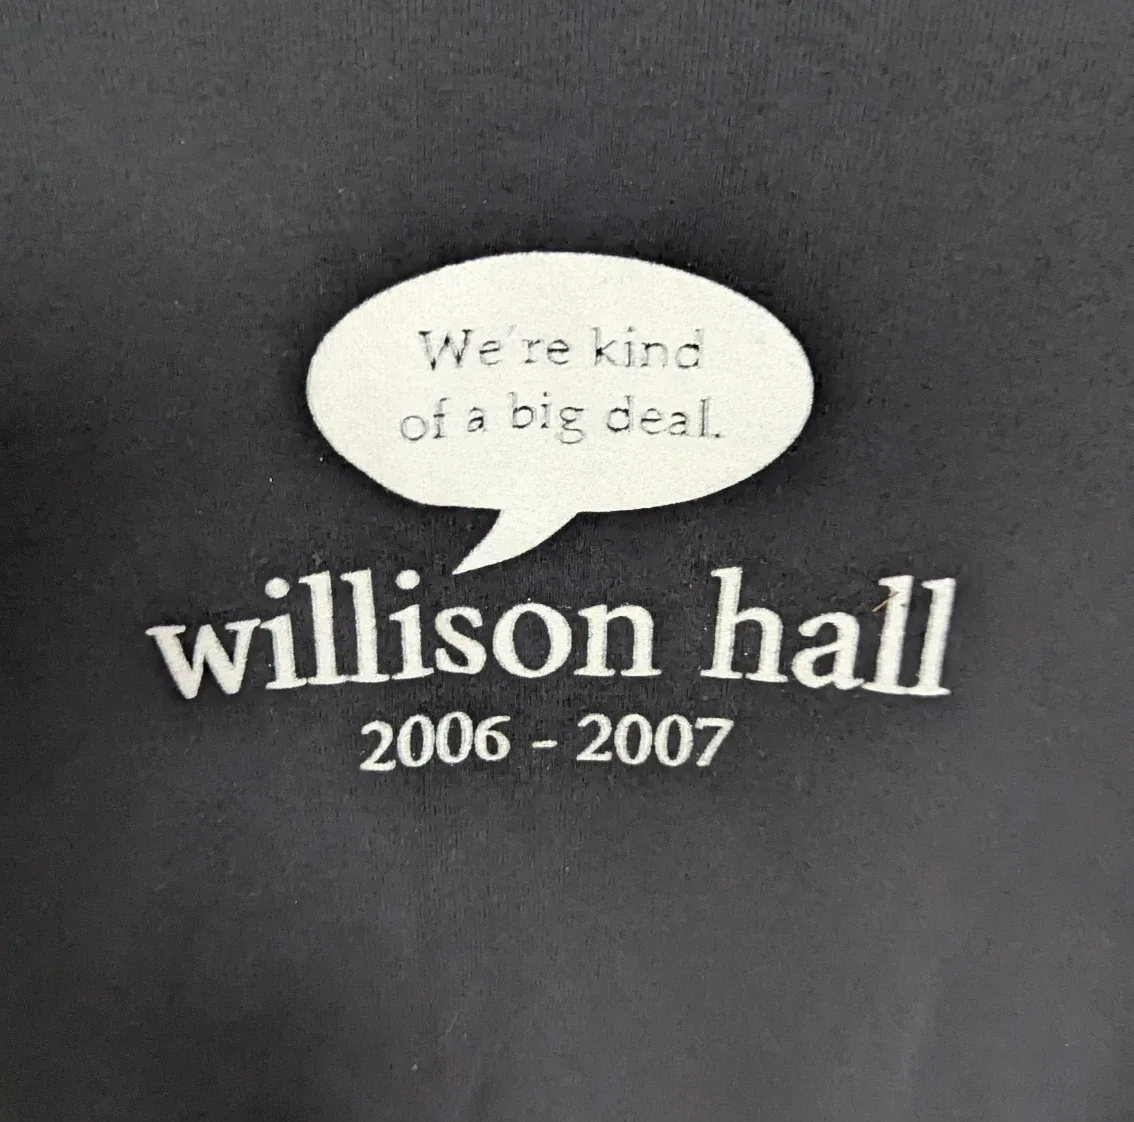 We're kind
of a big deal.
willison hall
2006 - 2007